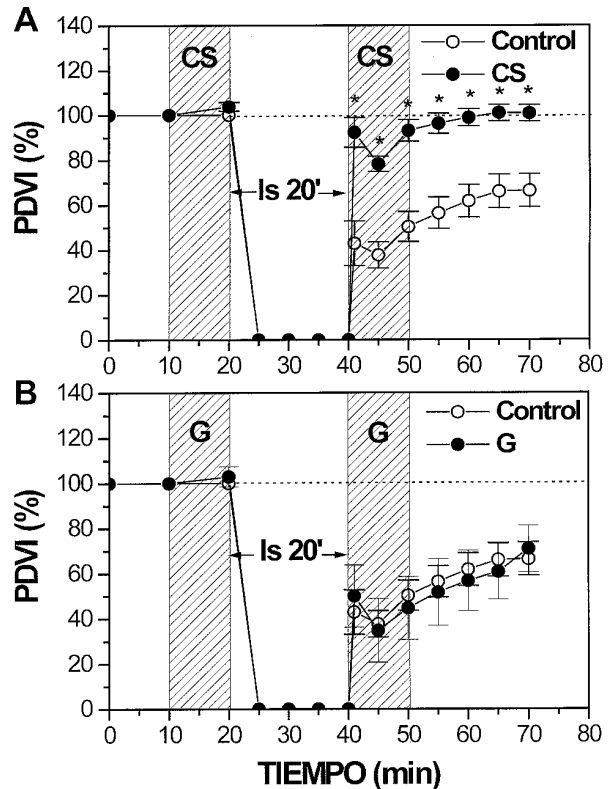 A
PDVI (%)
140
120
100
80
60
40
20
0
CS
CS
Control
CS
* * * * * * *
Is 20'
0 10 20 30 40 50 60 70 80
B
PDVI (%)
140
120
100
80
60
40
20
0
G
G
Control
G
Is 20'
0 10 20 30 40 50 60 70 80
TIEMPO (min)